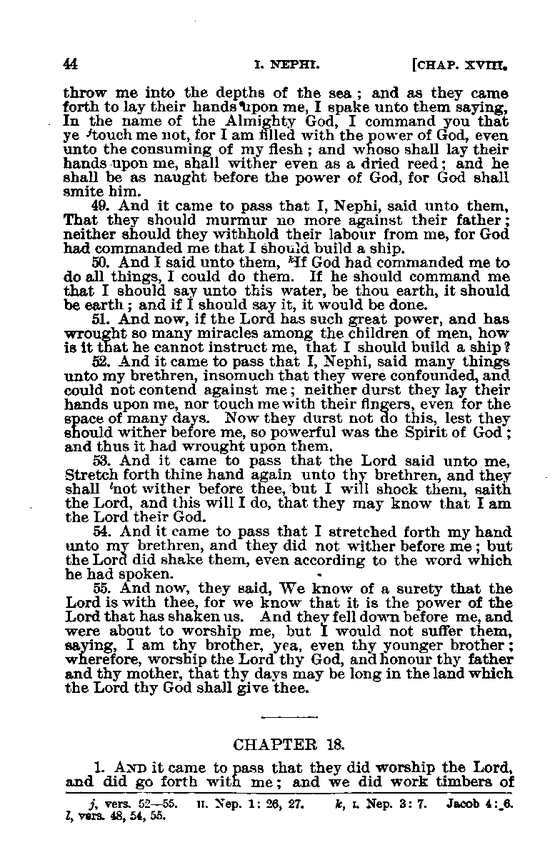 44 I. NEPHI. [CHAP. XVIII.
throw me into the depths of the sea; and as they came
forth to lay their hands upon me, I spake unto them saying,
In the name of the Almighty God, I command you that
ye ʲtouch me not, for I am filled with the power of God, even
unto the consuming of my flesh; and whoso shall lay their
hands upon me, shall wither even as a dried reed; and he
shall be as naught before the power of God, for God shall
smite him.
49. And it came to pass that I, Nephi, said unto them,
That they should murmur no more against their father;
neither should they withhold their labour from me, for God
had commanded me that I should build a ship.
50. And I said unto them, ᵏIf God had commanded me to
do all things, I could do them. If he should command me
that I should say unto this water, be thou earth, it should
be earth; and if I should say it, it would be done.
51. And now, if the Lord has such great power, and has
wrought so many miracles among the children of men, how
is it that he cannot instruct me, that I should build a ship?
52. And it came to pass that I, Nephi, said many things
unto my brethren, insomuch that they were confounded, and
could not contend against me; neither durst they lay their
hands upon me, nor touch me with their fingers, even for the
space of many days. Now they durst not do this, lest they
should wither before me, so powerful was the Spirit of God;
and thus it had wrought upon them.
53. And it came to pass that the Lord said unto me,
Stretch forth thine hand again unto thy brethren, and they
shall ˡnot wither before thee, but I will shock them, saith
the Lord, and this will I do, that they may know that I am
the Lord their God.
54. And it came to pass that I stretched forth my hand
unto my brethren, and they did not wither before me; but
the Lord did shake them, even according to the word which
he had spoken.
55. And now, they said, We know of a surety that the
Lord is with thee, for we know that it is the power of the
Lord that has shaken us. And they fell down before me, and
were about to worship me, but I would not suffer them,
saying, I am thy brother, yea, even thy younger brother;
wherefore, worship the Lord thy God, and honour thy father
and thy mother, that thy days may be long in the land which
the Lord thy God shall give thee.
CHAPTER 18.
1. AND it came to pass that they did worship the Lord,
and did go forth with me; and we did work timbers of
j, vers. 52—55. II. Nep. 1: 26, 27. k, I. Nep. 3: 7. Jacob 4: 6.
l, vers. 48, 54, 55.